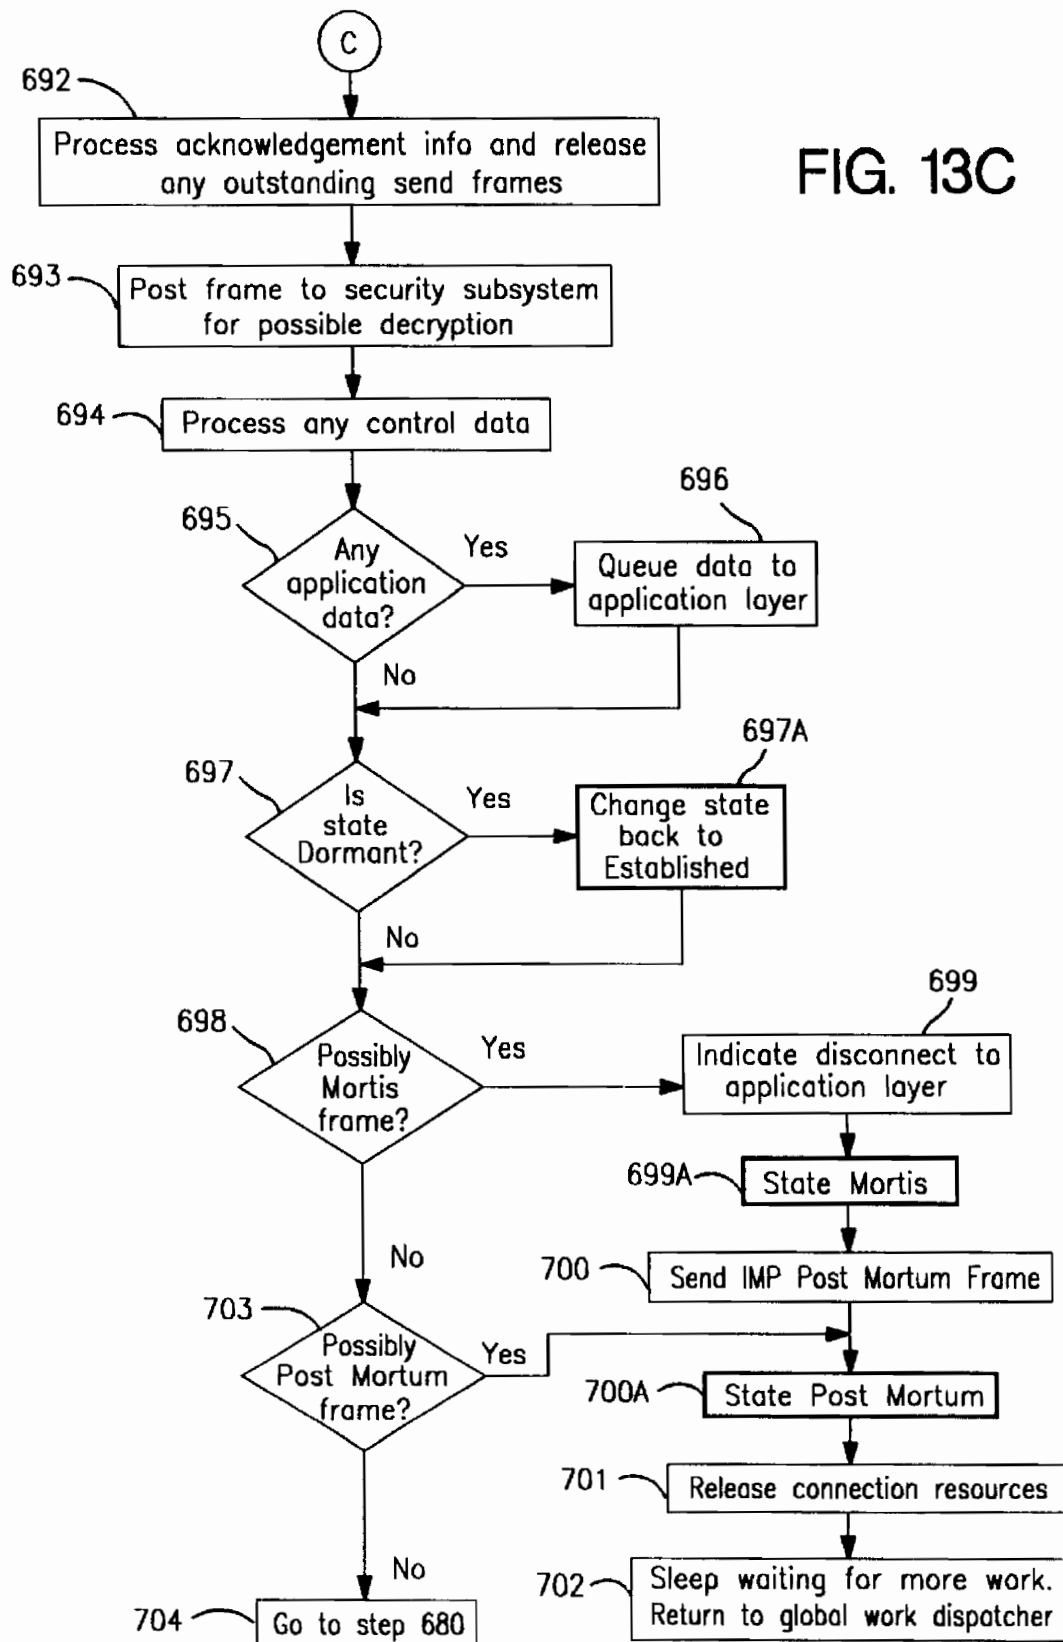 C
692
Process acknowledgement info and release
any outstanding send frames
FIG. 13C
693
Post frame to security subsystem
for possible decryption
694
Process any control data
695
Any
application
data?
Yes
696
Queue data to
application layer
No
697
Is
state
Dormant?
Yes
697A
Change state
back to
Established
No
698
Possibly
Mortis
frame?
Yes
699
Indicate disconnect to
application layer
699A
State Mortis
No
700
Send IMP Post Mortum Frame
703
Possibly
Post Mortum
frame?
Yes
700A
State Post Mortum
701
Release connection resources
No
702
Sleep waiting for more work.
Return to global work dispatcher
704
Go to step 680